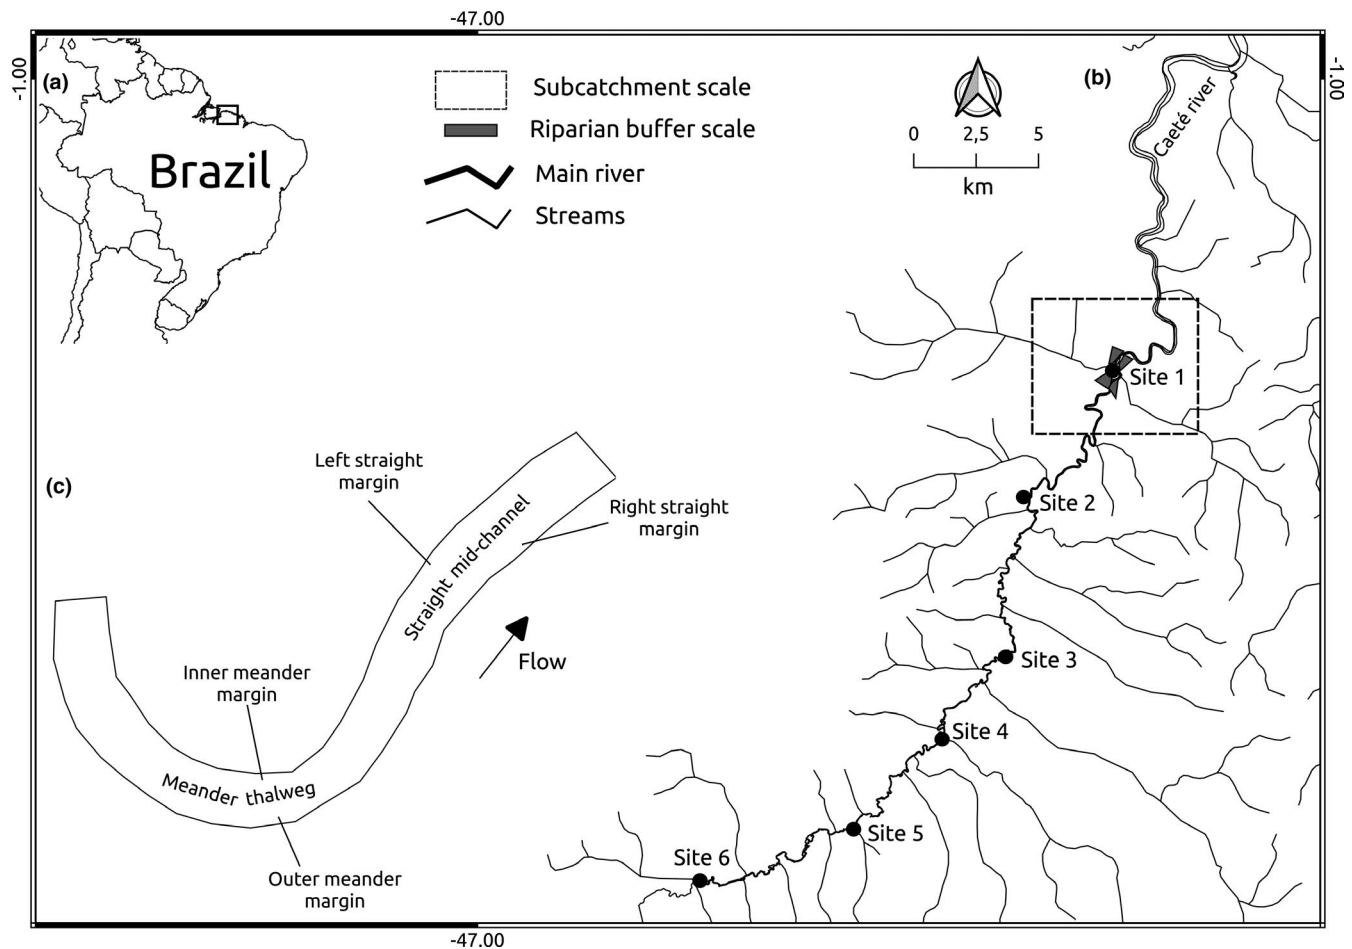 -47.00
-1.00
(a)
Brazil
Subcatchment scale
Riparian buffer scale
Main river
Streams
0 2,5 5
km
(b)
-1.00
Caeté river
Site 1
Site 2
Site 3
Site 4
Site 5
Site 6
(c)
Left straight
margin
Right straight
margin
Straight mid-channel
Flow
Inner meander
margin
Meander thalweg
Outer meander
margin
-47.00